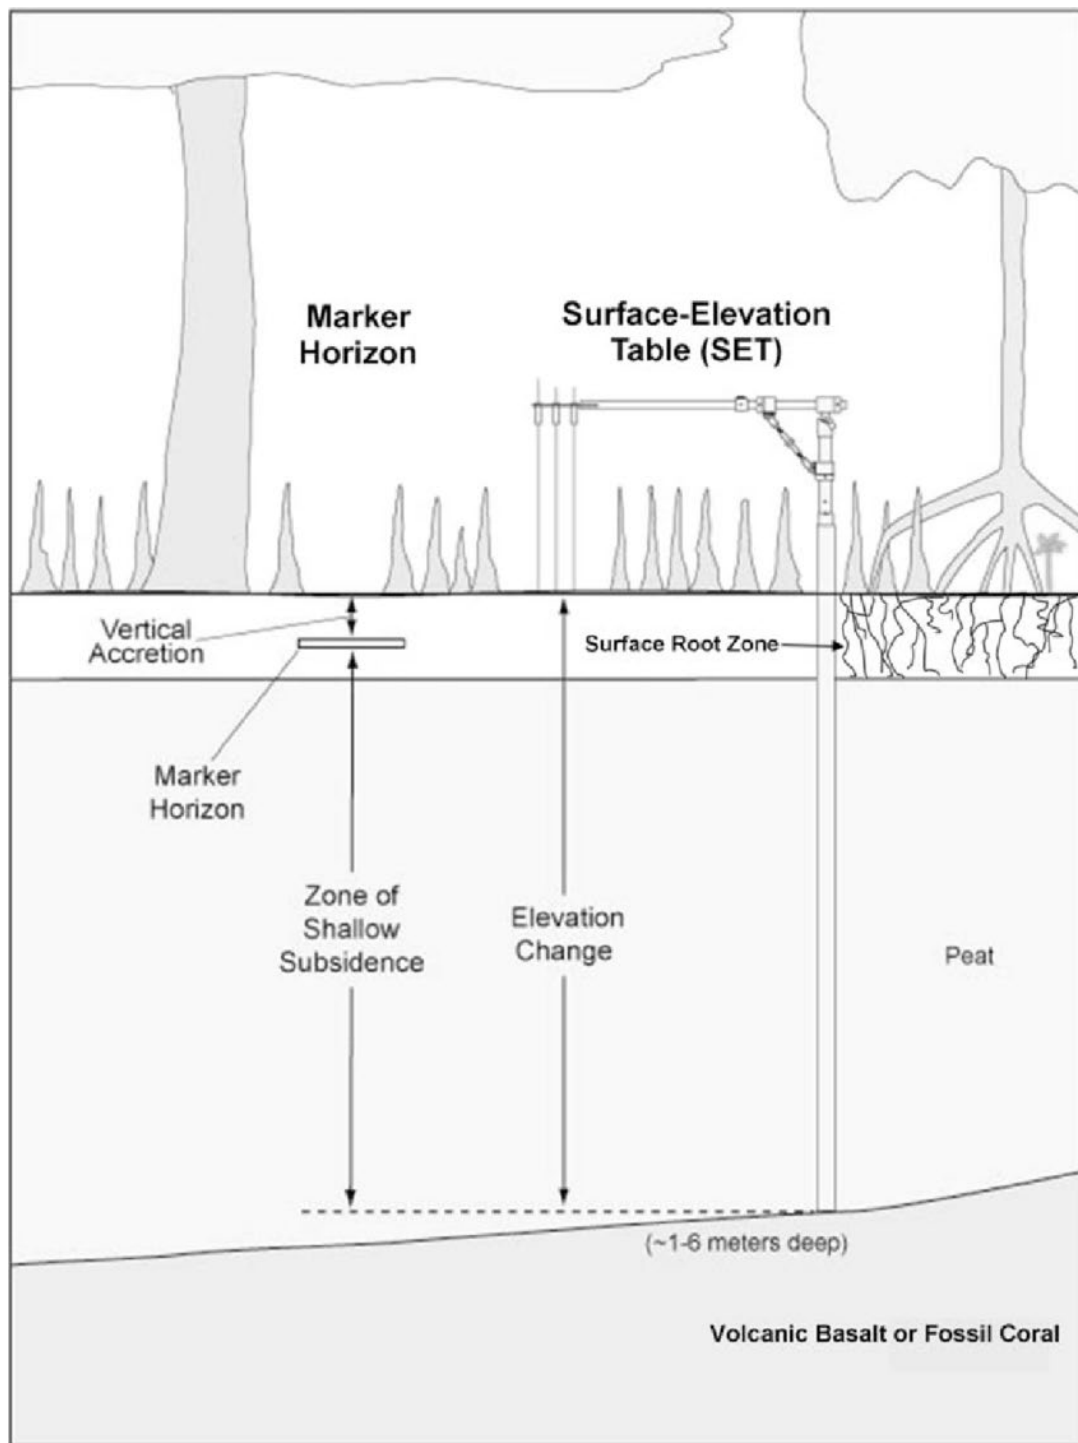 Marker
Horizon
Surface-Elevation
Table (SET)
Vertical
Accretion
Surface Root Zone
Marker
Horizon
Zone of
Shallow
Subsidence
Elevation
Change
Peat
(~1-6 meters deep)
Volcanic Basalt or Fossil Coral